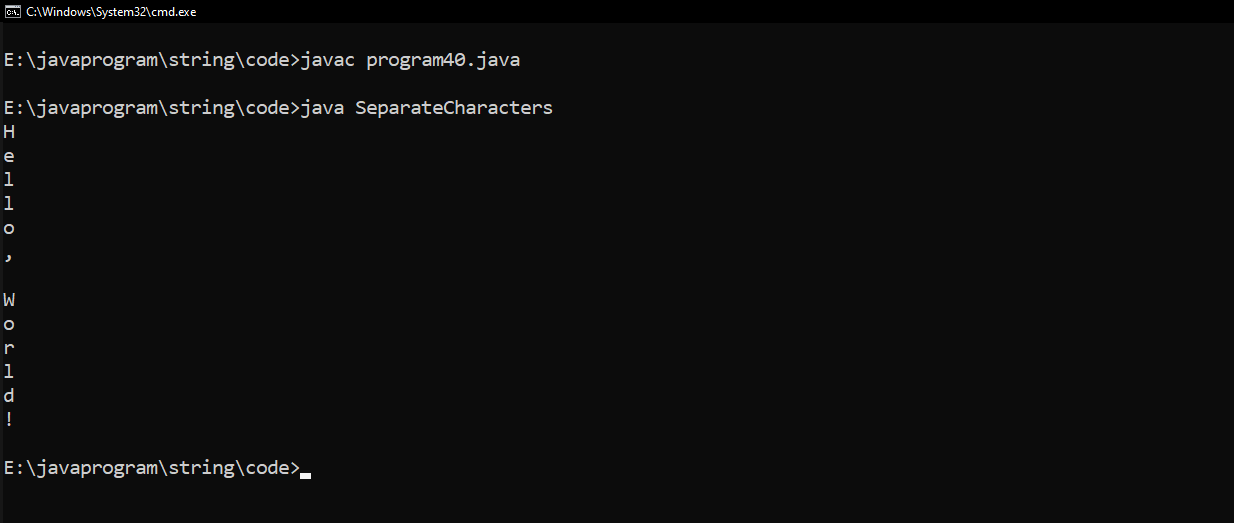 C:\Windows\System32\cmd.exe
E:\javaprogram\string\code>javac program40.java
E:\javaprogram\string\code>java SeparateCharacters
H
e
l
l
o
,
W
o
r
l
d
!
E:\javaprogram\string\code>